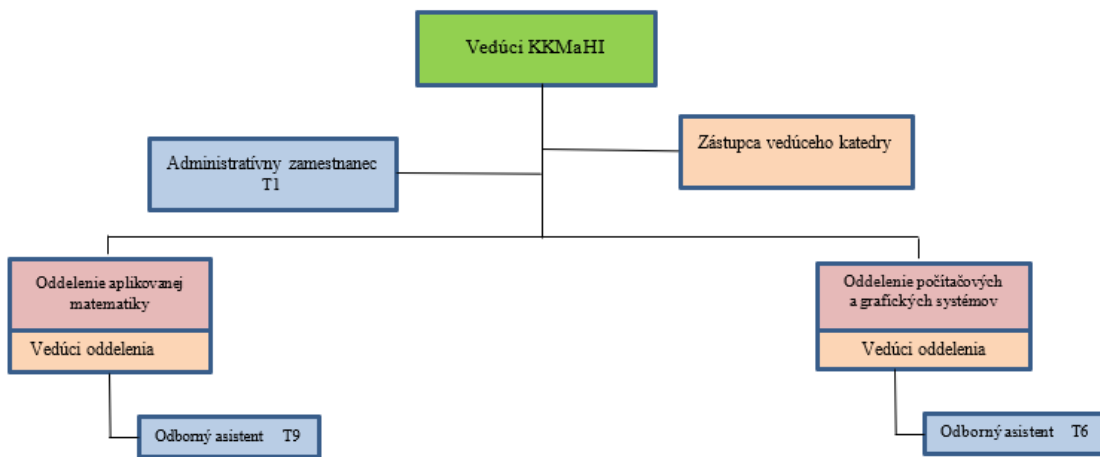 Vedúci KKMaHI
Zástupca vedúceho katedry
Administratívny zamestnanec
T1
Oddelenie aplikovanej
matematiky
Vedúci oddelenia
Odborný asistent T9
Oddelenie počítačových
a grafických systémov
Vedúci oddelenia
Odborný asistent T6